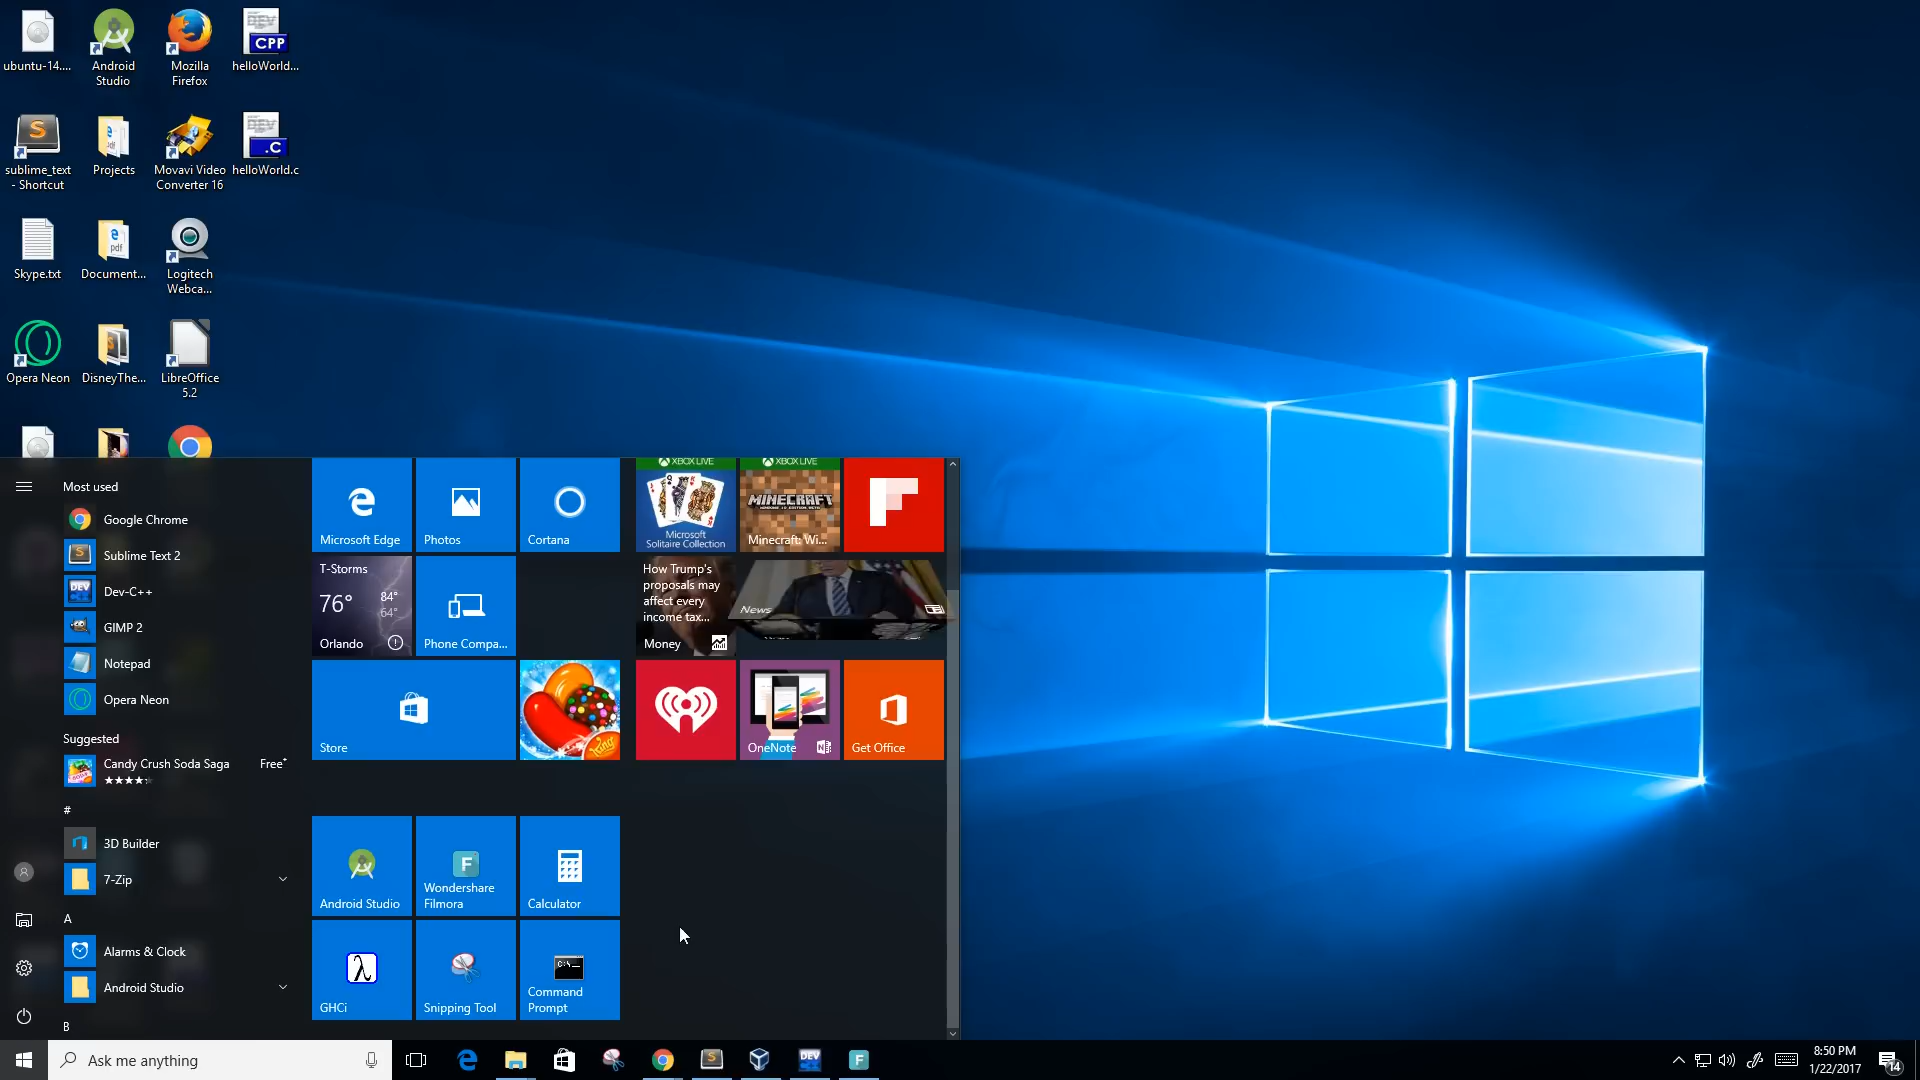 ubuntu-14....
Android
Studio
Mozilla
Firefox
CPP
helloWorld...
S
sublime_text
- Shortcut
Projects
Movavi Video
Converter 16
.C
helloWorld.c
Skype.txt
pdf
Document...
Logitech
Webca...
Opera Neon
DisneyThe...
LibreOffice
5.2
Most used
Google Chrome
Sublime Text 2
DEV
Dev-C++
GIMP 2
Notepad
Opera Neon
Suggested
Candy Crush Soda Saga
Free+
★★★★★
#
3D Builder
7-Zip
A
Alarms & Clock
Android Studio
B
Microsoft Edge
Photos
Cortana
XBOX LIVE
Microsoft
Solitaire Collection
XBOX LIVE
MINECRAFT
Minecraft: Wi...
T-Storms
76°
84°
64°
Orlando
Phone Compa...
How Trump's
proposals may
affect every
income tax...
Money
News
Store
King
OneNote
Get Office
Android Studio
F
Wondershare
Filmora
Calculator
λ
GHCi
Snipping Tool
C:\_
Command
Prompt
Ask me anything
S
DEV
F
8:50 PM
1/22/2017
14